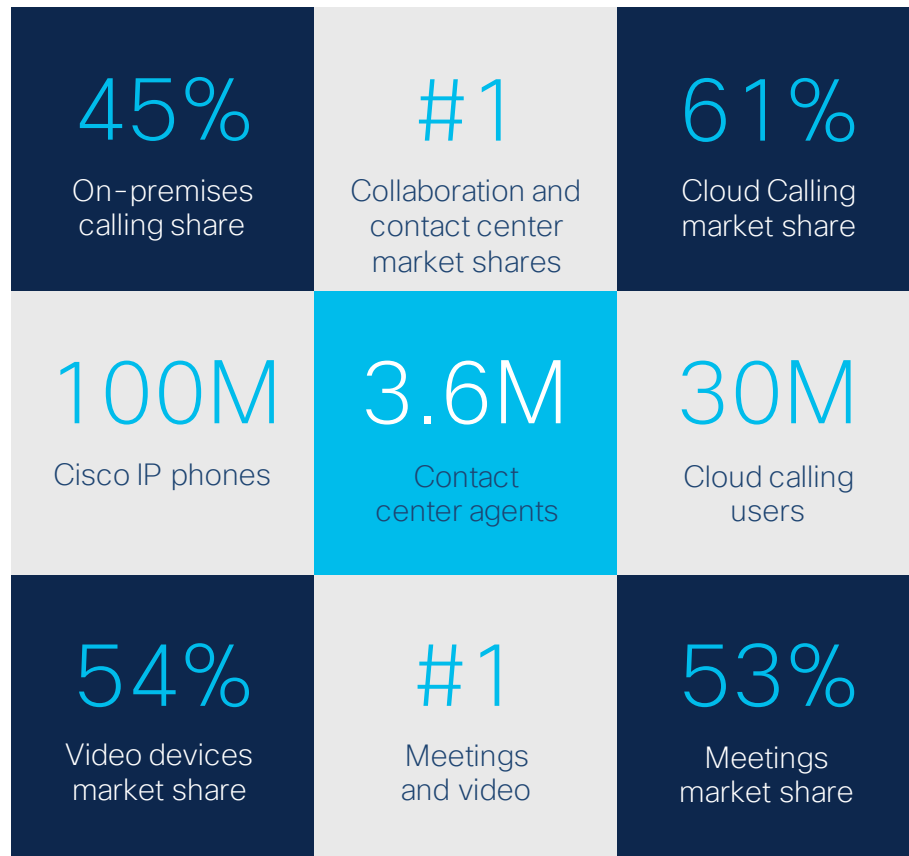 45%
On-premises
calling share
#1
Collaboration and
contact center
market shares
61%
Cloud Calling
market share
100M
Cisco IP phones
3.6M
Contact
center agents
30M
Cloud calling
users
54%
Video devices
market share
#1
Meetings
and video
53%
Meetings
market share